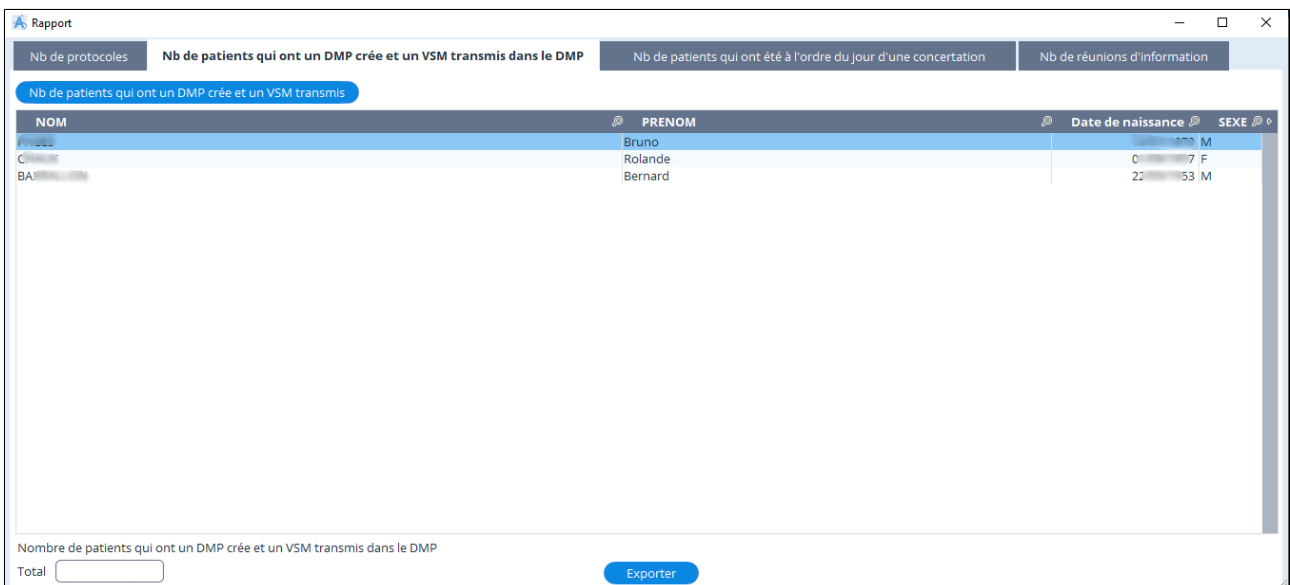 Rapport
Nb de protocoles Nb de patients qui ont un DMP crée et un VSM transmis dans le DMP Nb de patients qui ont été à l'ordre du jour d'une concertation Nb de réunions d'information
Nb de patients qui ont un DMP crée et un VSM transmis
NOM PRENOM Date de naissance SEXE
Bruno M
Rolande F
Bernard M
Nombre de patients qui ont un DMP crée et un VSM transmis dans le DMP
Total
Exporter